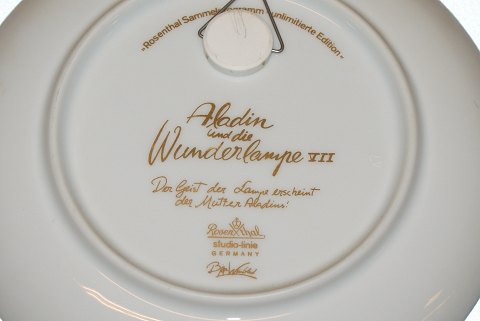 "Rosenthal Sammelprogramm unlimitierte Edition"
Aladin
und die
Wunderlampe VII
Der Geist der Lampe erscheint
der Mutter Aladins!
Rosenthal
studio-linie
GERMANY